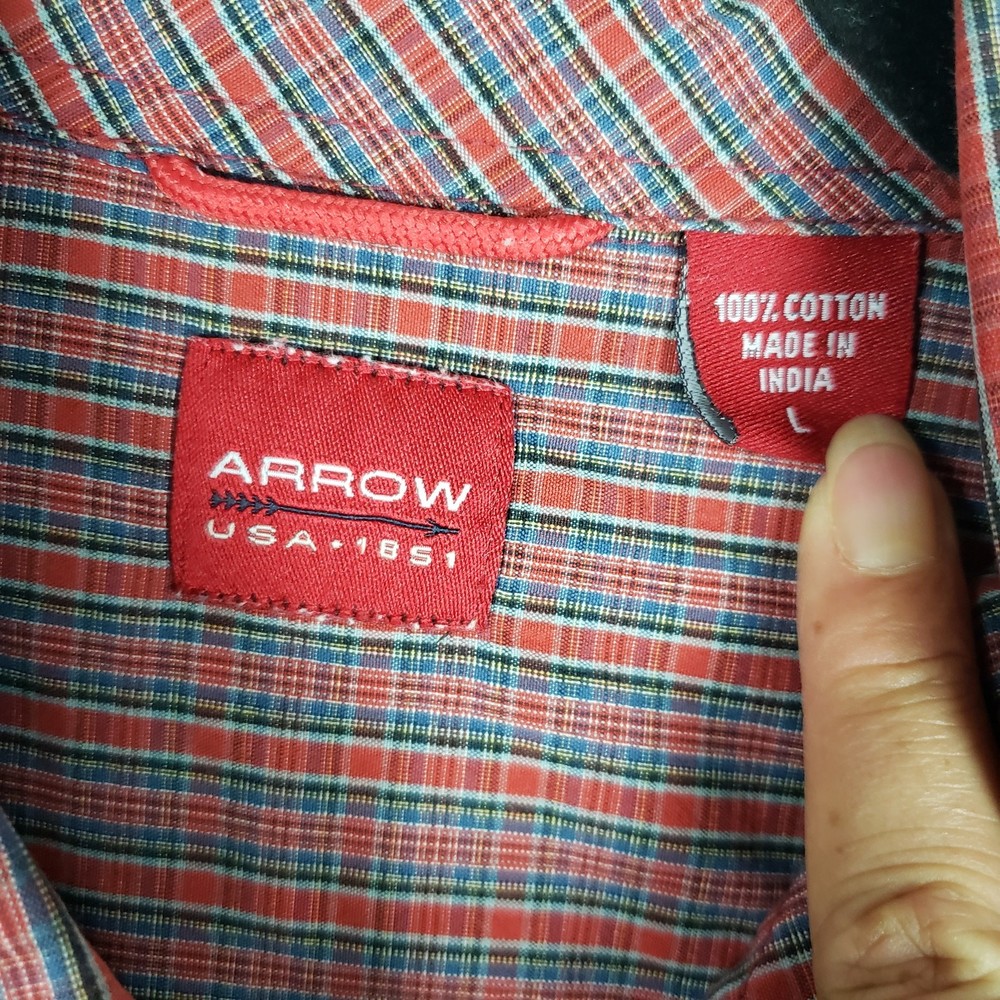 ARROW
USA • 1851
100% COTTON
MADE IN
INDIA
L